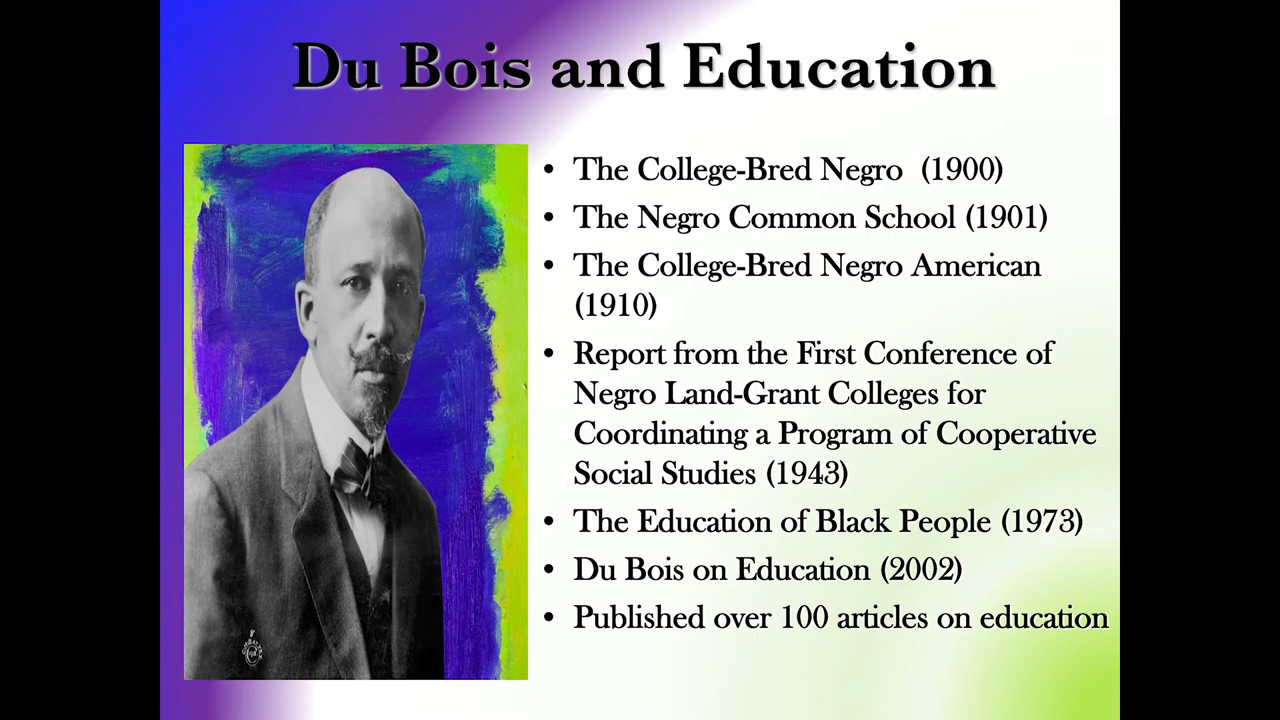 Du Bois and Education
• The College-Bred Negro (1900)
• The Negro Common School (1901)
• The College-Bred Negro American
(1910)
• Report from the First Conference of
Negro Land-Grant Colleges for
Coordinating a Program of Cooperative
Social Studies (1943)
• The Education of Black People (1973)
• Du Bois on Education (2002)
• Published over 100 articles on education